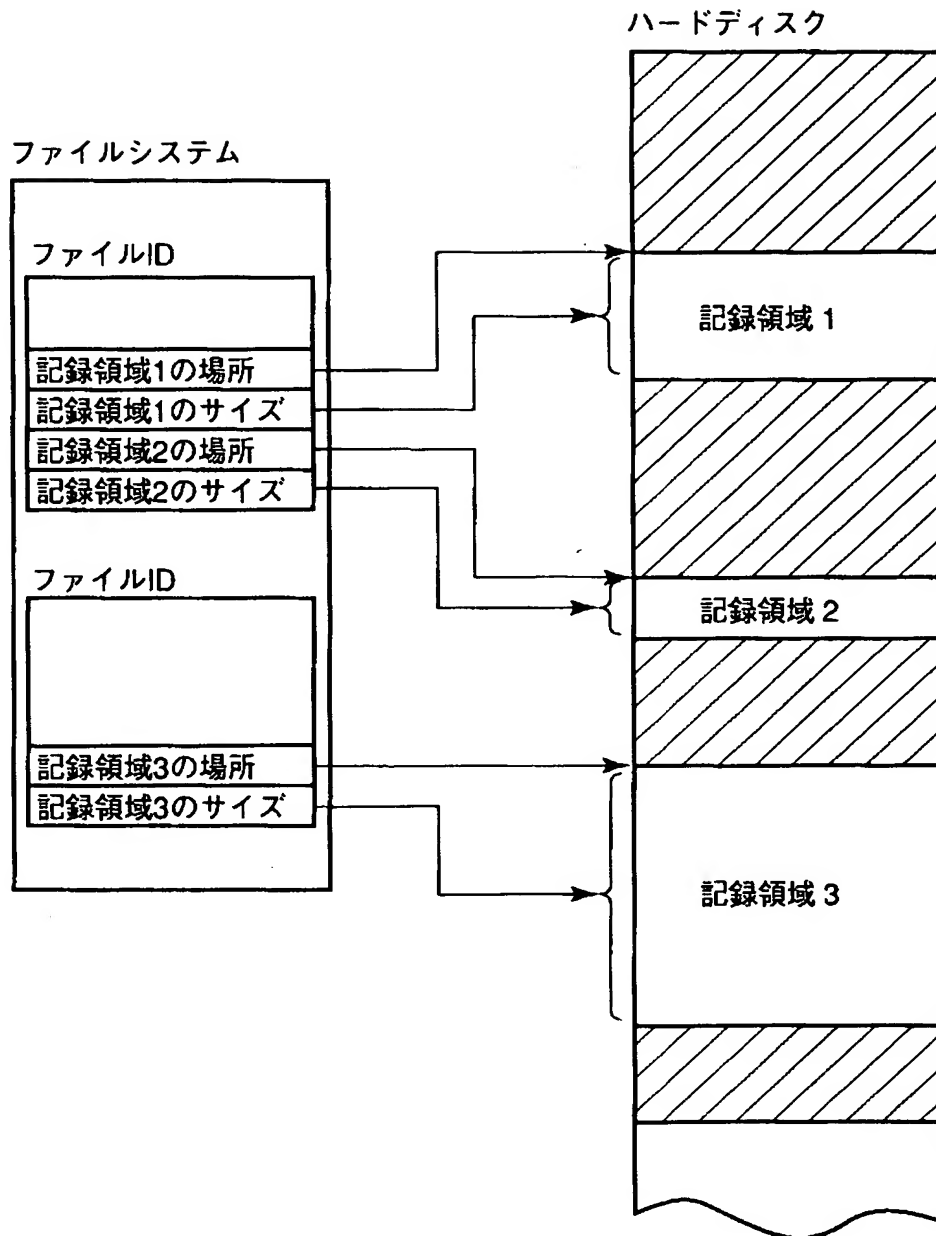 ハードディスク
ファイルシステム
ファイルID
記録領域1の場所
記録領域1のサイズ
記録領域2の場所
記録領域2のサイズ
ファイルID
記録領域3の場所
記録領域3のサイズ
記録領域 1
記録領域 2
記録領域 3